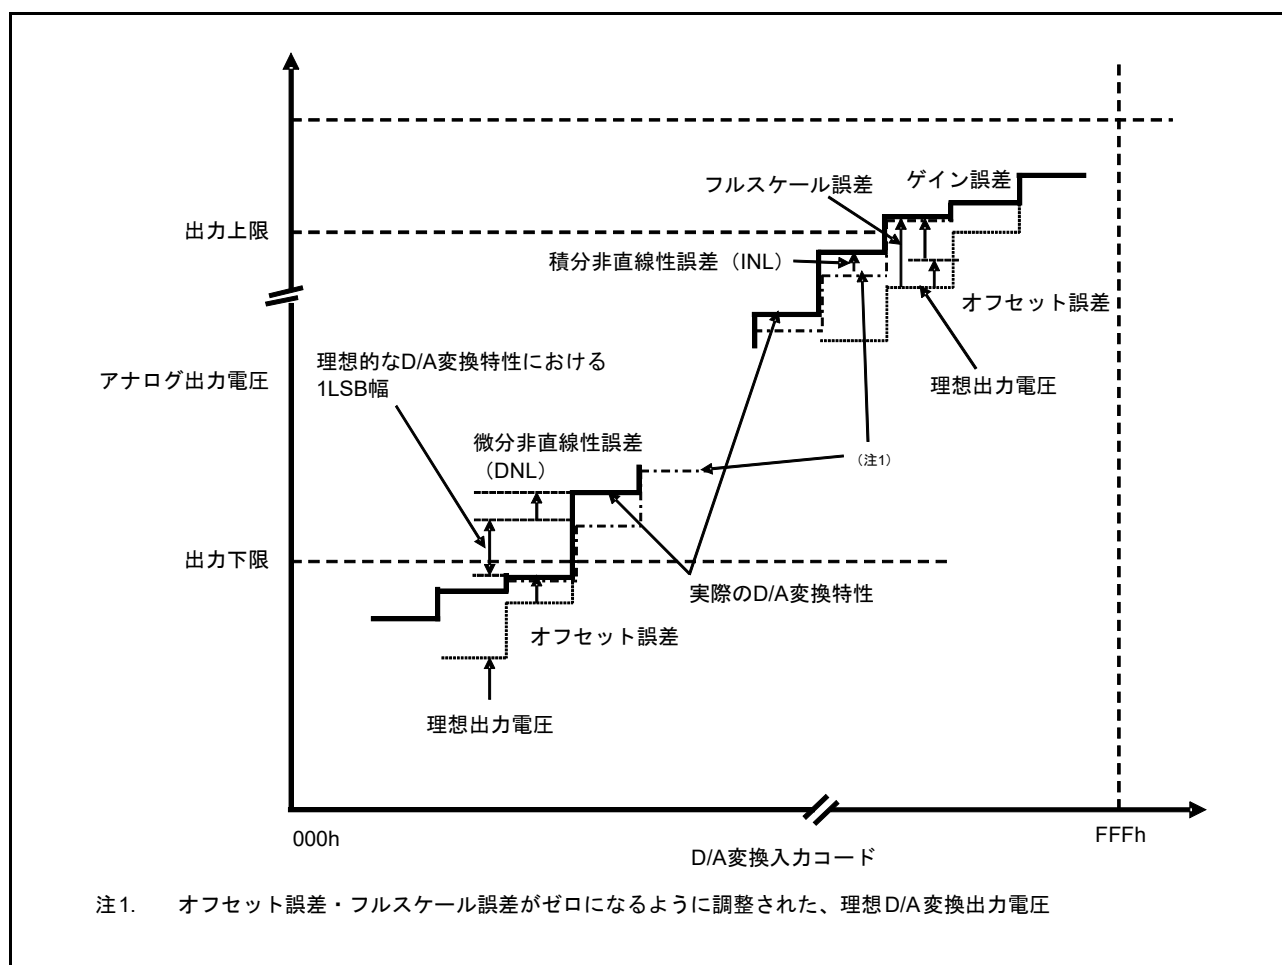 フルスケール誤差
ゲイン誤差
出力上限
積分非直線性誤差（INL）
オフセット誤差
理想的なD/A変換特性における
1LSB幅
アナログ出力電圧
理想出力電圧
微分非直線性誤差
（DNL）
（注1）
出力下限
実際のD/A変換特性
オフセット誤差
理想出力電圧
000h
FFFh
D/A変換入力コード
注1. オフセット誤差・フルスケール誤差がゼロになるように調整された、理想D/A変換出力電圧